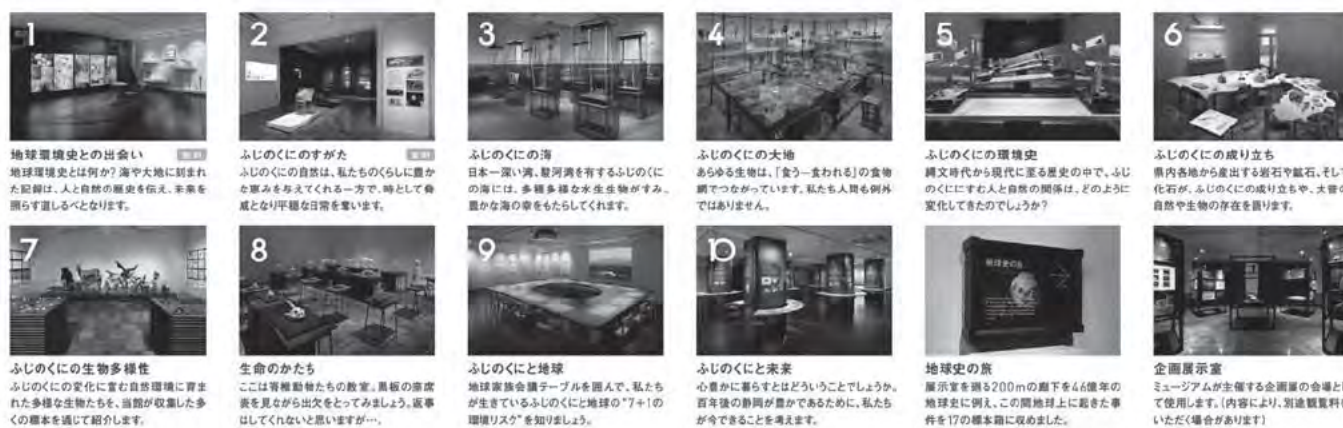 1
地球環境史との出会い
地球環境史とは何か？海や大地に刻まれ
た記録は、人と自然の歴史を伝え、未来を
照らす道しるべとなります。
2
ふじのくにのすがた
ふじのくにの自然は、私たちのくらしに豊か
な恵みを与えてくれる一方で、時として脅
威となり平穏な日常を奪います。
3
ふじのくにの海
日本一深い湾、駿河湾を有するふじのくに
の海には、多種多様な水生生物がすみ、
豊かな海の幸をもたらしてくれます。
4
ふじのくにの大地
あらゆる生物は、「食う―食われる」の食物
網でつながっています。私たち人間も例外
ではありません。
5
ふじのくにの環境史
縄文時代から現代に至る歴史の中で、ふじ
のくににすむ人と自然の関係は、どのように
変化してきたのでしょうか？
6
ふじのくにの成り立ち
県内各地から産出する岩石や鉱石、そして
化石が、ふじのくにの成り立ちや、太昔の
自然や生物の存在を語ります。
7
ふじのくにの生物多様性
ふじのくにの変化に富む自然環境に育ま
れた多様な生物たちを、当館が収集した多
くの標本を通じて紹介します。
8
生命のかたち
ここは脊椎動物たちの教室。黒板の座席
表を見ながら出欠をとってみましょう。返事
はしてくれないと思いますが…。
9
ふじのくにと地球
地球家族会議テーブルを囲んで、私たち
が生きているふじのくにと地球の“7+1の
環境リスク”を知りましょう。
10
ふじのくにと未来
心豊かに暮らすとはどういうことでしょうか。
百年後の静岡が豊かであるために、私たち
が今できることを考えます。
地球史の旅
地球史の旅
展示室を廻る200mの廊下を46億年の
地球史に例え、この間地球上に起きた事
件を17の標本箱に収めました。
企画展示室
ミュージアムが主催する企画展の会場と
て使用します。（内容により、別途観覧料
いただく場合があります）